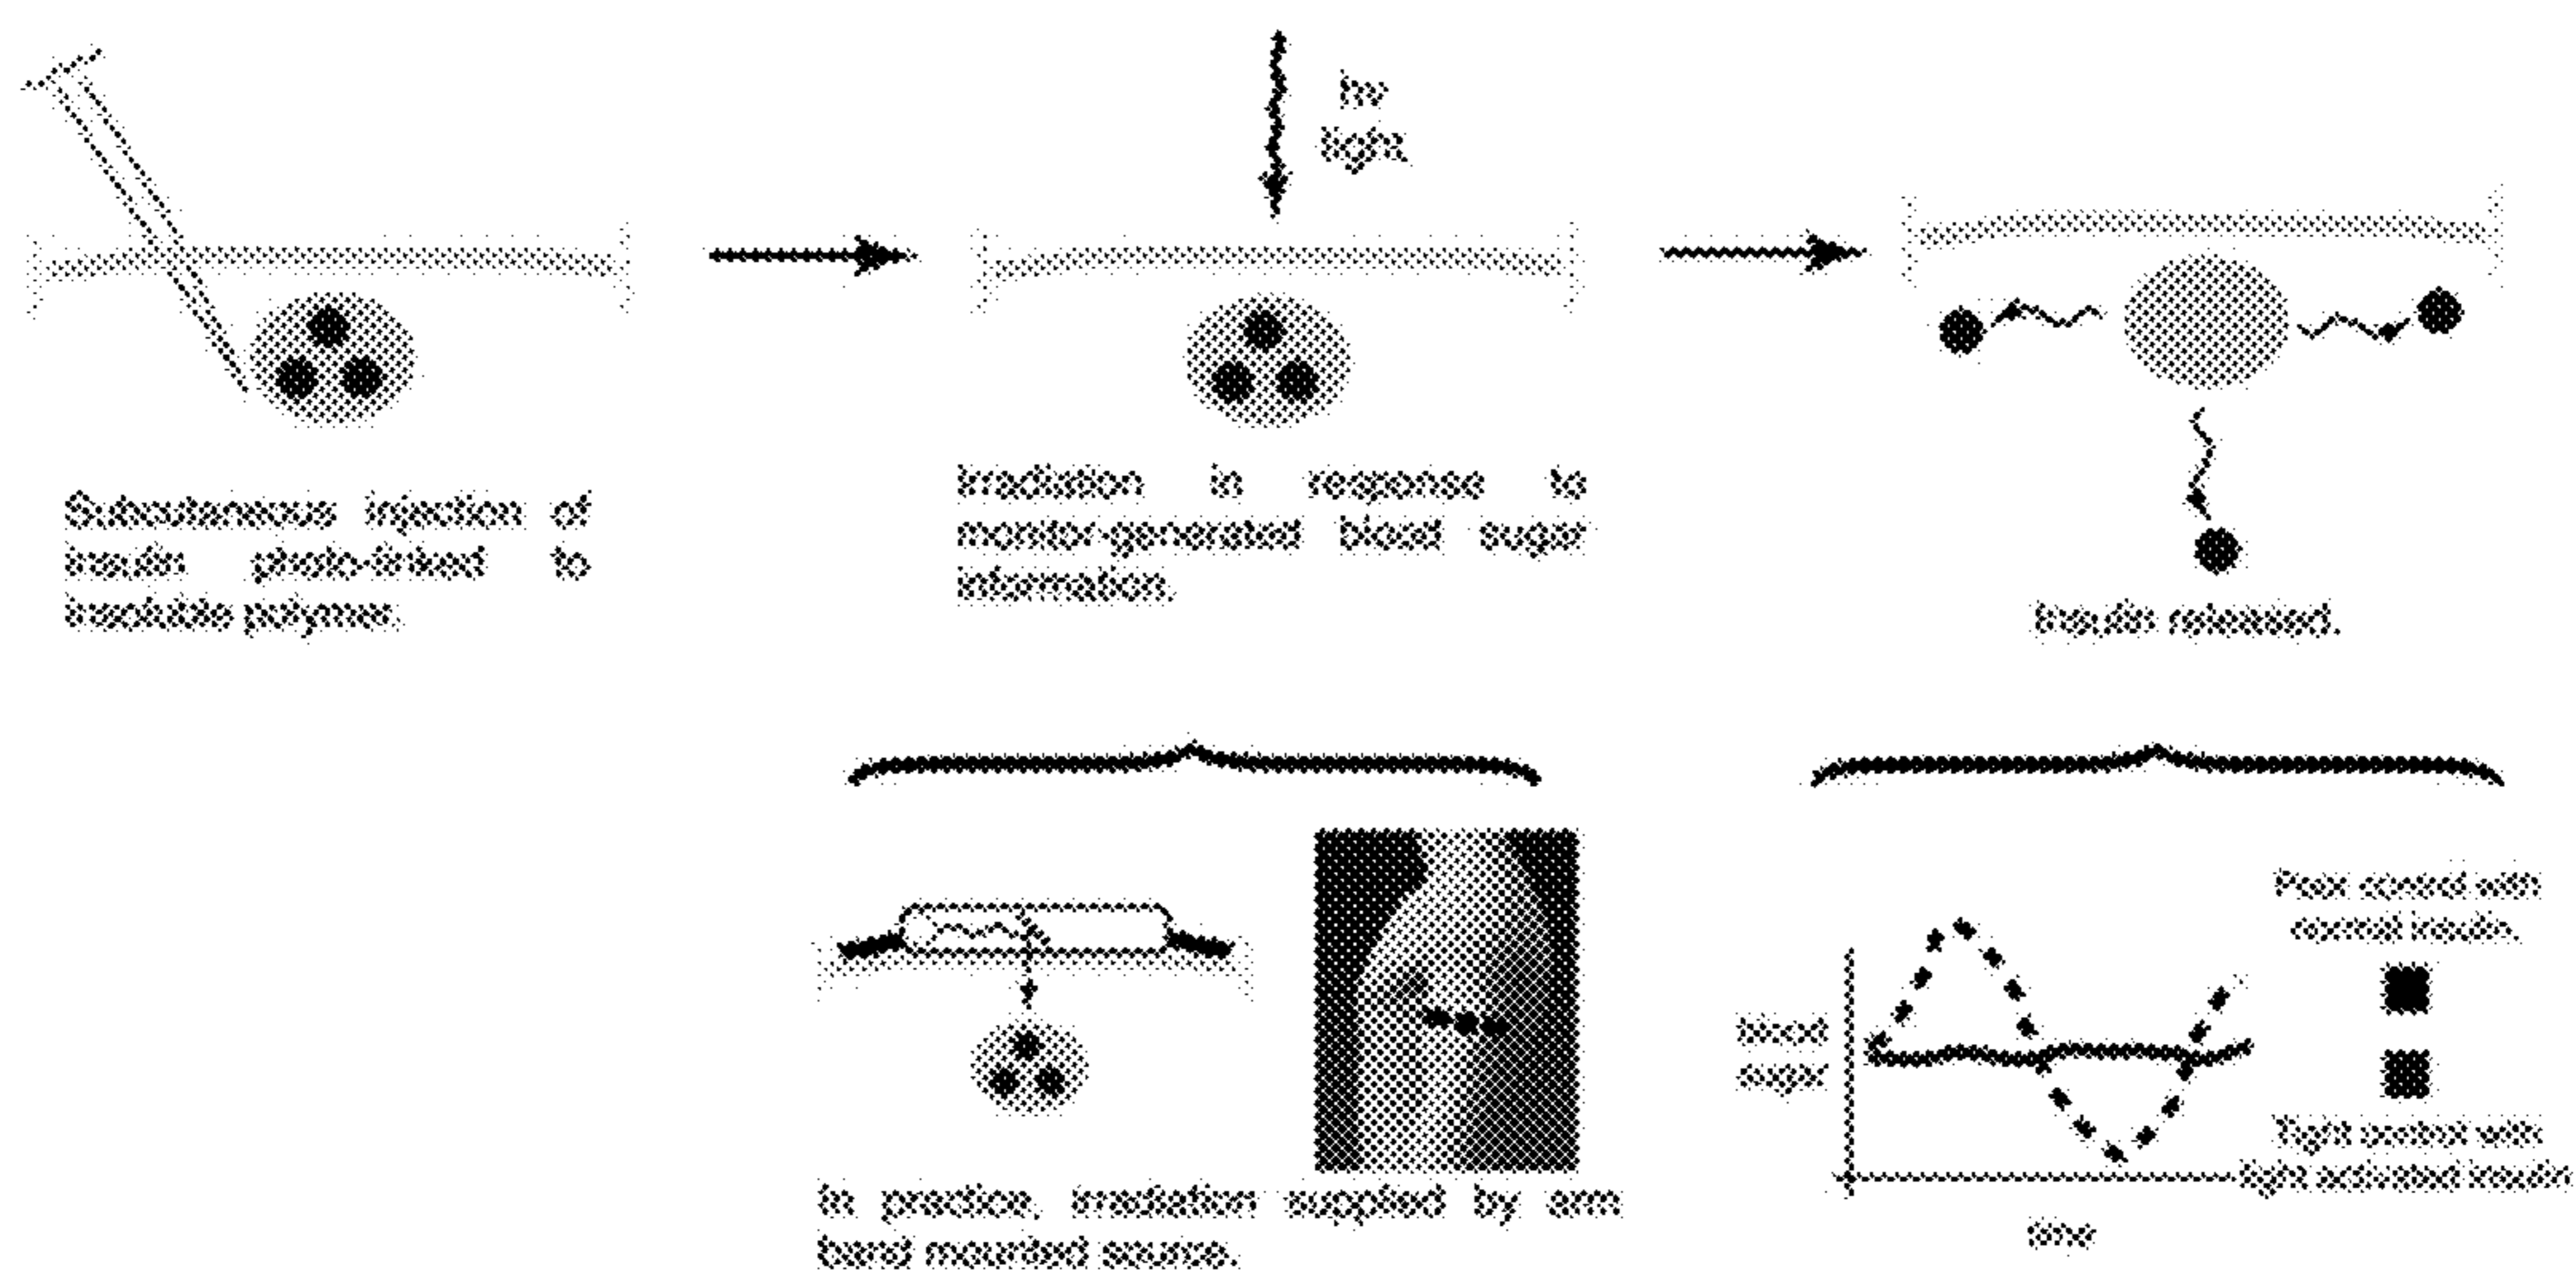 hν
light
Subcutaneous injection of
insulin photo-linked to
insoluble polymer.
Irradiation in response to
monitor-generated blood sugar
information.
Insulin released.
In practice, irradiation supplied by arm
band mounted source.
blood
sugar
time
control with
normal insulin.
Tight control with
light activated insulin